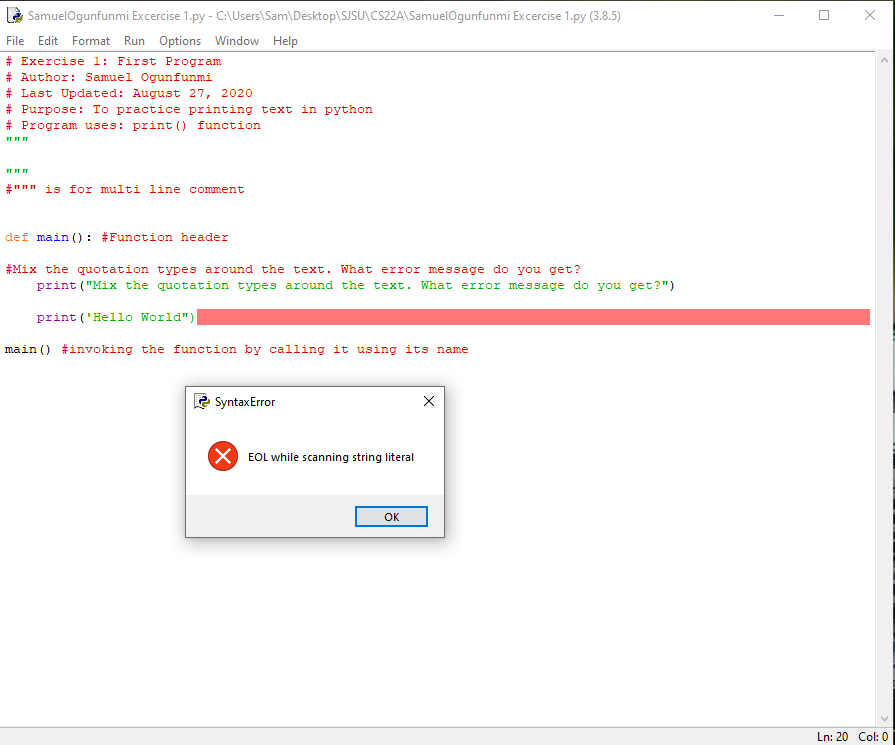 SamuelOgunfunmi Excercise 1.py - C:\Users\Sam\Desktop\SJSU\CS22A\SamuelOgunfunmi Excercise 1.py (3.8.5)
File Edit Format Run Options Window Help
# Exercise 1: First Program
# Author: Samuel Ogunfunmi
# Last Updated: August 27, 2020
# Purpose: To practice printing text in python
# Program uses: print() function
"""
"""
#""" is for multi line comment
def main(): #Function header
#Mix the quotation types around the text. What error message do you get?
print("Mix the quotation types around the text. What error message do you get?")
print('Hello World")
main() #invoking the function by calling it using its name
SyntaxError
EOL while scanning string literal
OK
Ln: 20 Col: 0